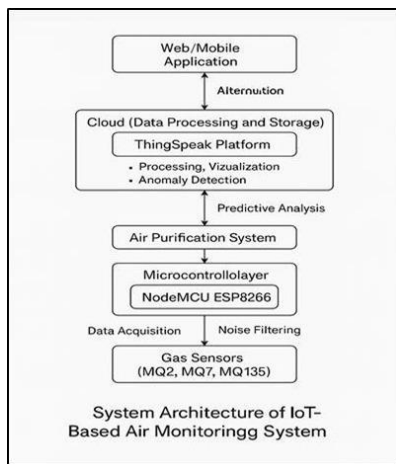 Web/Mobile
Application
Alternution
Cloud (Data Processing and Storage)
ThingSpeak Platform
• Processing, Vizualization
• Anomaly Detection
Predictive Analysis
Air Purification System
Microcontrollolayer
NodeMCU ESP8266
Data Acquisition
Noise Filtering
Gas Sensors
(MQ2, MQ7, MQ135)
System Architecture of IoT-
Based Air Monitoringg System